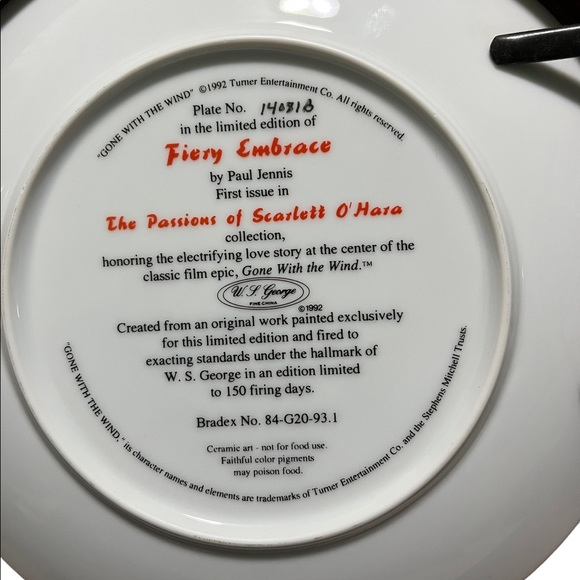 "GONE WITH THE WIND" ©1992 Turner Entertainment Co. All rights reserved.
Plate No. 14081B
in the limited edition of
Fiery Embrace
by Paul Jennis
First issue in
The Passions of Scarlett O'Hara
collection,
honoring the electrifying love story at the center of the
classic film epic, Gone With the Wind.™
W. S. George
FINE CHINA
©1992
Created from an original work painted exclusively
for this limited edition and fired to
exacting standards under the hallmark of
W. S. George in an edition limited
to 150 firing days.
Bradex No. 84-G20-93.1
Ceramic art - not for food use.
Faithful color pigments
may poison food.
"GONE WITH THE WIND," its character names and elements are trademarks of Turner Entertainment Co. and the Stephens Mitchell Trusts.